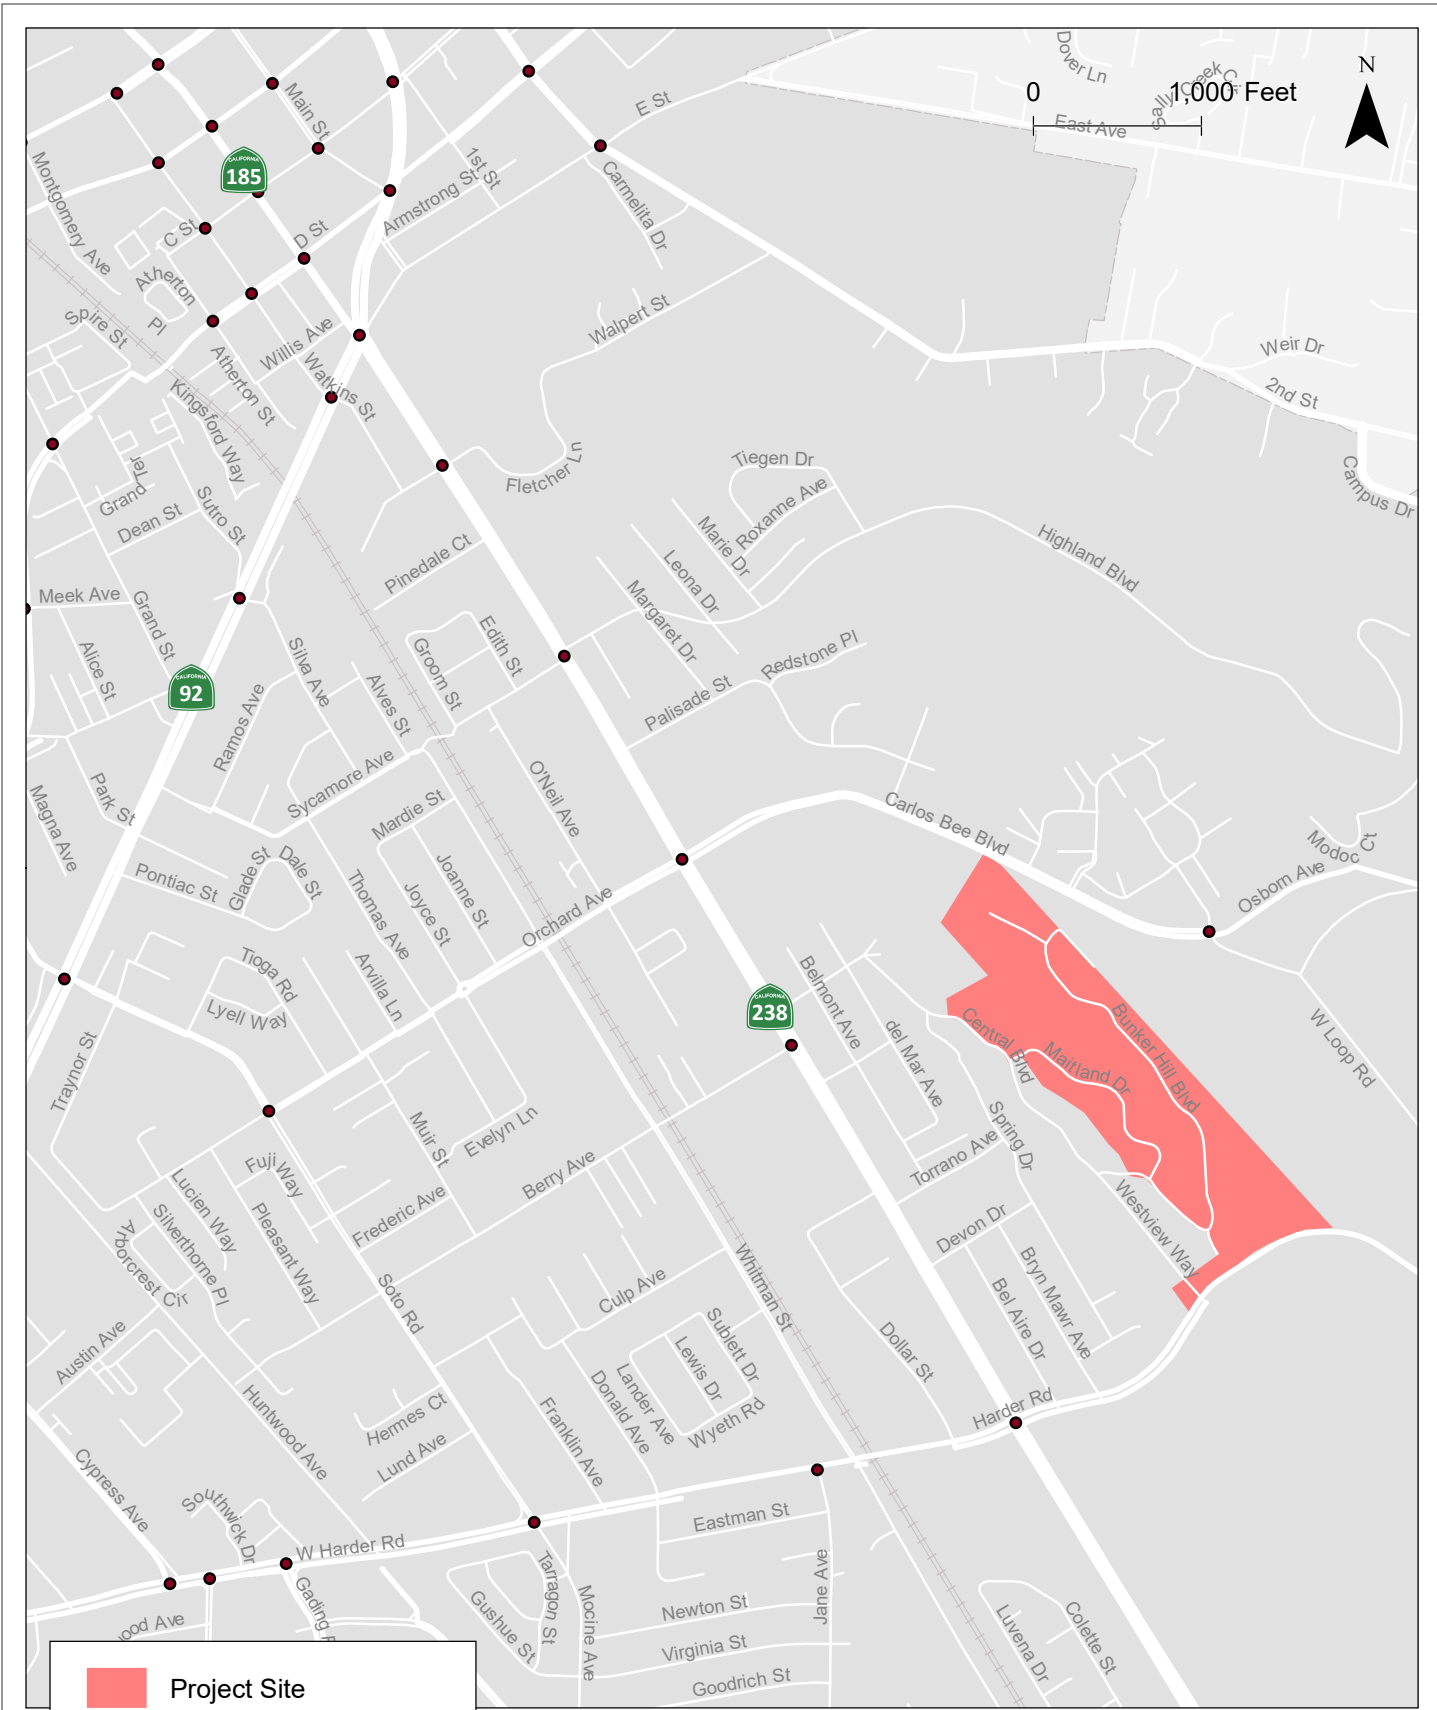 Dover Ln
Sally Creek Cir
N
0
1,000 Feet
East Ave
E St
Main St
CALIFORNIA
185
1st St
Armstrong St
Carmelita Dr
Montgomery Ave
C St
D St
Atherton Pl
Spire St
Willis Ave
Walpert St
Weir Dr
2nd St
Campus Dr
Atherton St
Watkins St
Kingsford Way
Fletcher Ln
Tiegen Dr
Roxanne Ave
Marie Dr
Leona Dr
Margaret Dr
Highland Blvd
Grand Ter
Dean St
Sutro St
Pinedale Ct
Meek Ave
Grand St
Alice St
CALIFORNIA
92
Silva Ave
Ramos Ave
Alves St
Groom St
Edith St
Redstone Pl
Palisade St
Sycamore Ave
Mardie St
O'Neil Ave
Park St
Magna Ave
Carlos Bee Blvd
Modoc Ct
Osborn Ave
Pontiac St
Glade St
Dale St
Thomas Ave
Joyce St
Joanne St
Orchard Ave
Tioga Rd
Lyell Way
Arvilla Ln
CALIFORNIA
238
Belmont Ave
del Mar Ave
Central Blvd
Maitland Dr
Bunker Hill Blvd
W Loop Rd
Traynor St
Muir St
Evelyn Ln
Spring Dr
Torrano Ave
Berry Ave
Fuji Way
Lucien Way
Silverthorne Pl
Pleasant Way
Frederic Ave
Arborcrest Cir
Westview Way
Devon Dr
Bryn Mawr Ave
Bel Aire Dr
Whitman St
Culp Ave
Soto Rd
Sublett Dr
Lewis Dr
Lander Ave
Donald Ave
Wyeth Rd
Dollar St
Harder Rd
Austin Ave
Huntwood Ave
Hermes Ct
Lund Ave
Franklin Ave
Cypress Ave
Southwick Dr
W Harder Rd
Eastman St
Jane Ave
Tarragon St
Gushue St
Mocine Ave
Newton St
Virginia St
Goodrich St
Luvena Dr
Colette St
Gading
ood Ave
Project Site